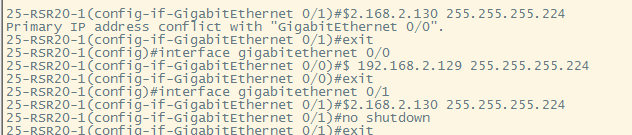 25-RSR20-1(config-if-GigabitEthernet 0/1)#$2.168.2.130 255.255.255.224
Primary IP address conflict with "GigabitEthernet 0/0".
25-RSR20-1(config-if-GigabitEthernet 0/1)#exit
25-RSR20-1(config)#interface gigabitethernet 0/0
25-RSR20-1(config-if-GigabitEthernet 0/0)#$ 192.168.2.129 255.255.255.224
25-RSR20-1(config-if-GigabitEthernet 0/0)#exit
25-RSR20-1(config)#interface gigabitethernet 0/1
25-RSR20-1(config-if-GigabitEthernet 0/1)#$2.168.2.130 255.255.255.224
25-RSR20-1(config-if-GigabitEthernet 0/1)#no shutdown
25-RSR20-1(config-if-GigabitEthernet 0/1)#exit